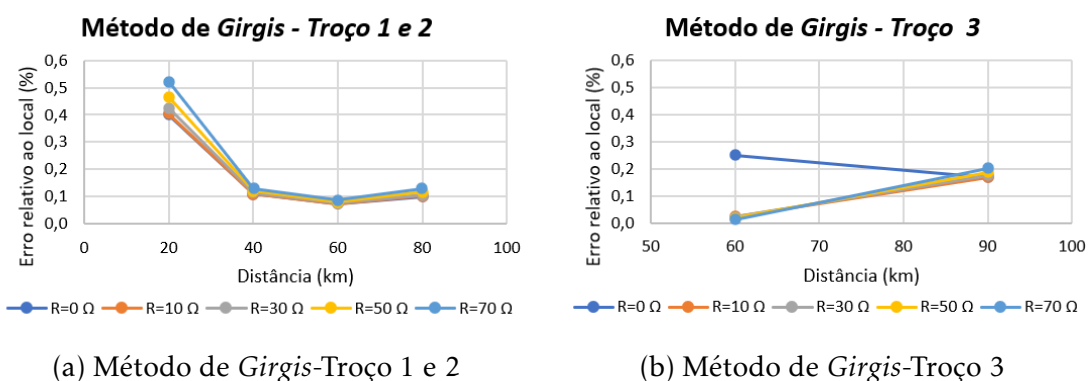 Método de Girgis - Troço 1 e 2
Erro relativo ao local (%)
0,6
0,5
0,4
0,3
0,2
0,1
0,0
0 20 40 60 80 100
Distância (km)
R=0 Ω R=10 Ω R=30 Ω R=50 Ω R=70 Ω
(a) Método de Girgis-Troço 1 e 2
Método de Girgis - Troço 3
Erro relativo ao local (%)
0,6
0,5
0,4
0,3
0,2
0,1
0,0
50 60 70 80 90 100
Distância (km)
R=0 Ω R=10 Ω R=30 Ω R=50 Ω R=70 Ω
(b) Método de Girgis-Troço 3